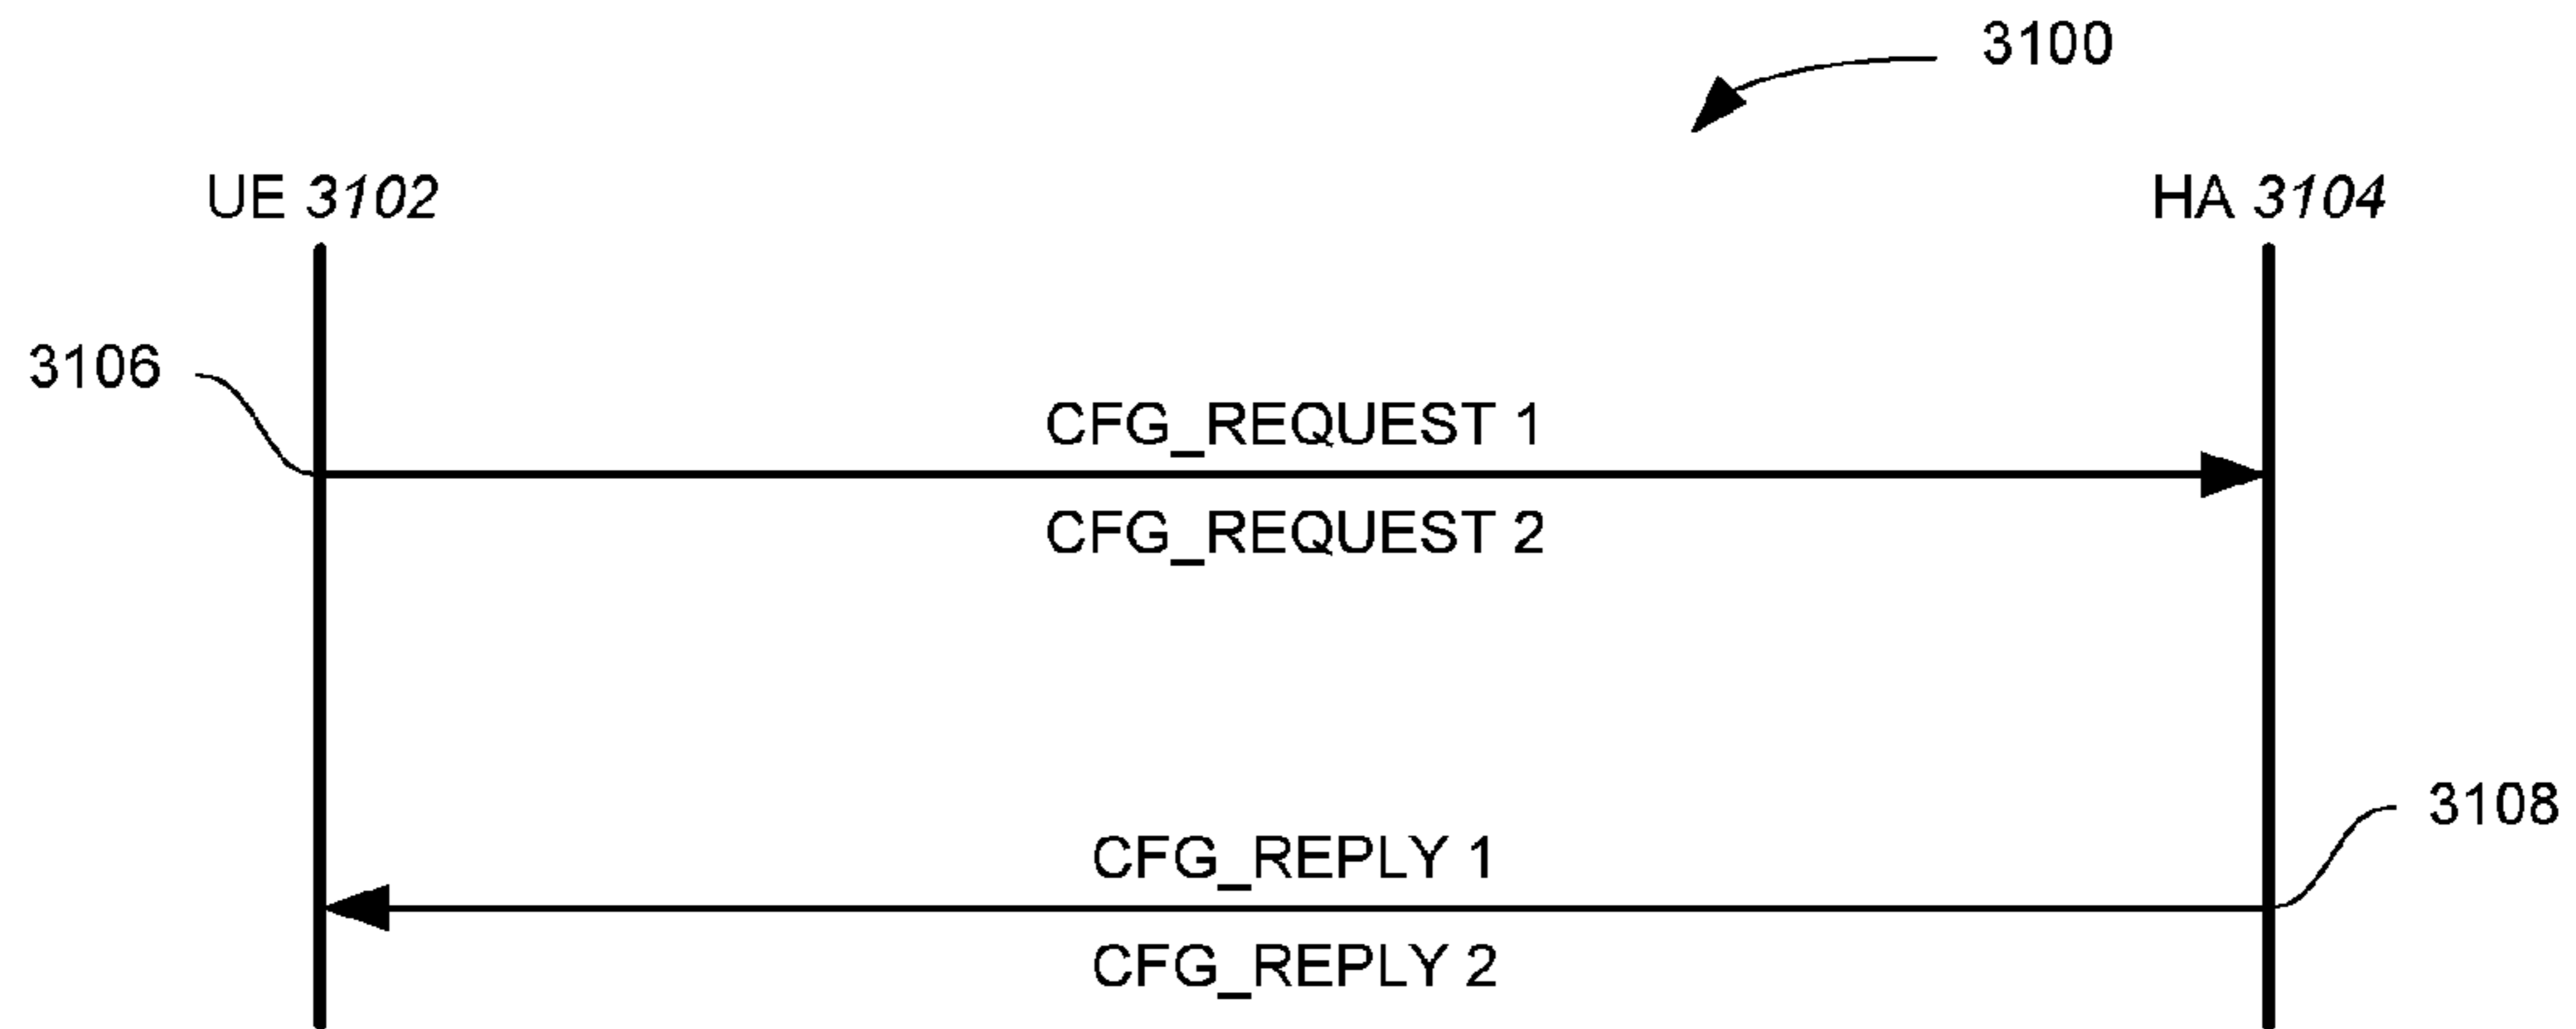 3100
UE 3102
HA 3104
3106
CFG_REQUEST 1
CFG_REQUEST 2
3108
CFG_REPLY 1
CFG_REPLY 2